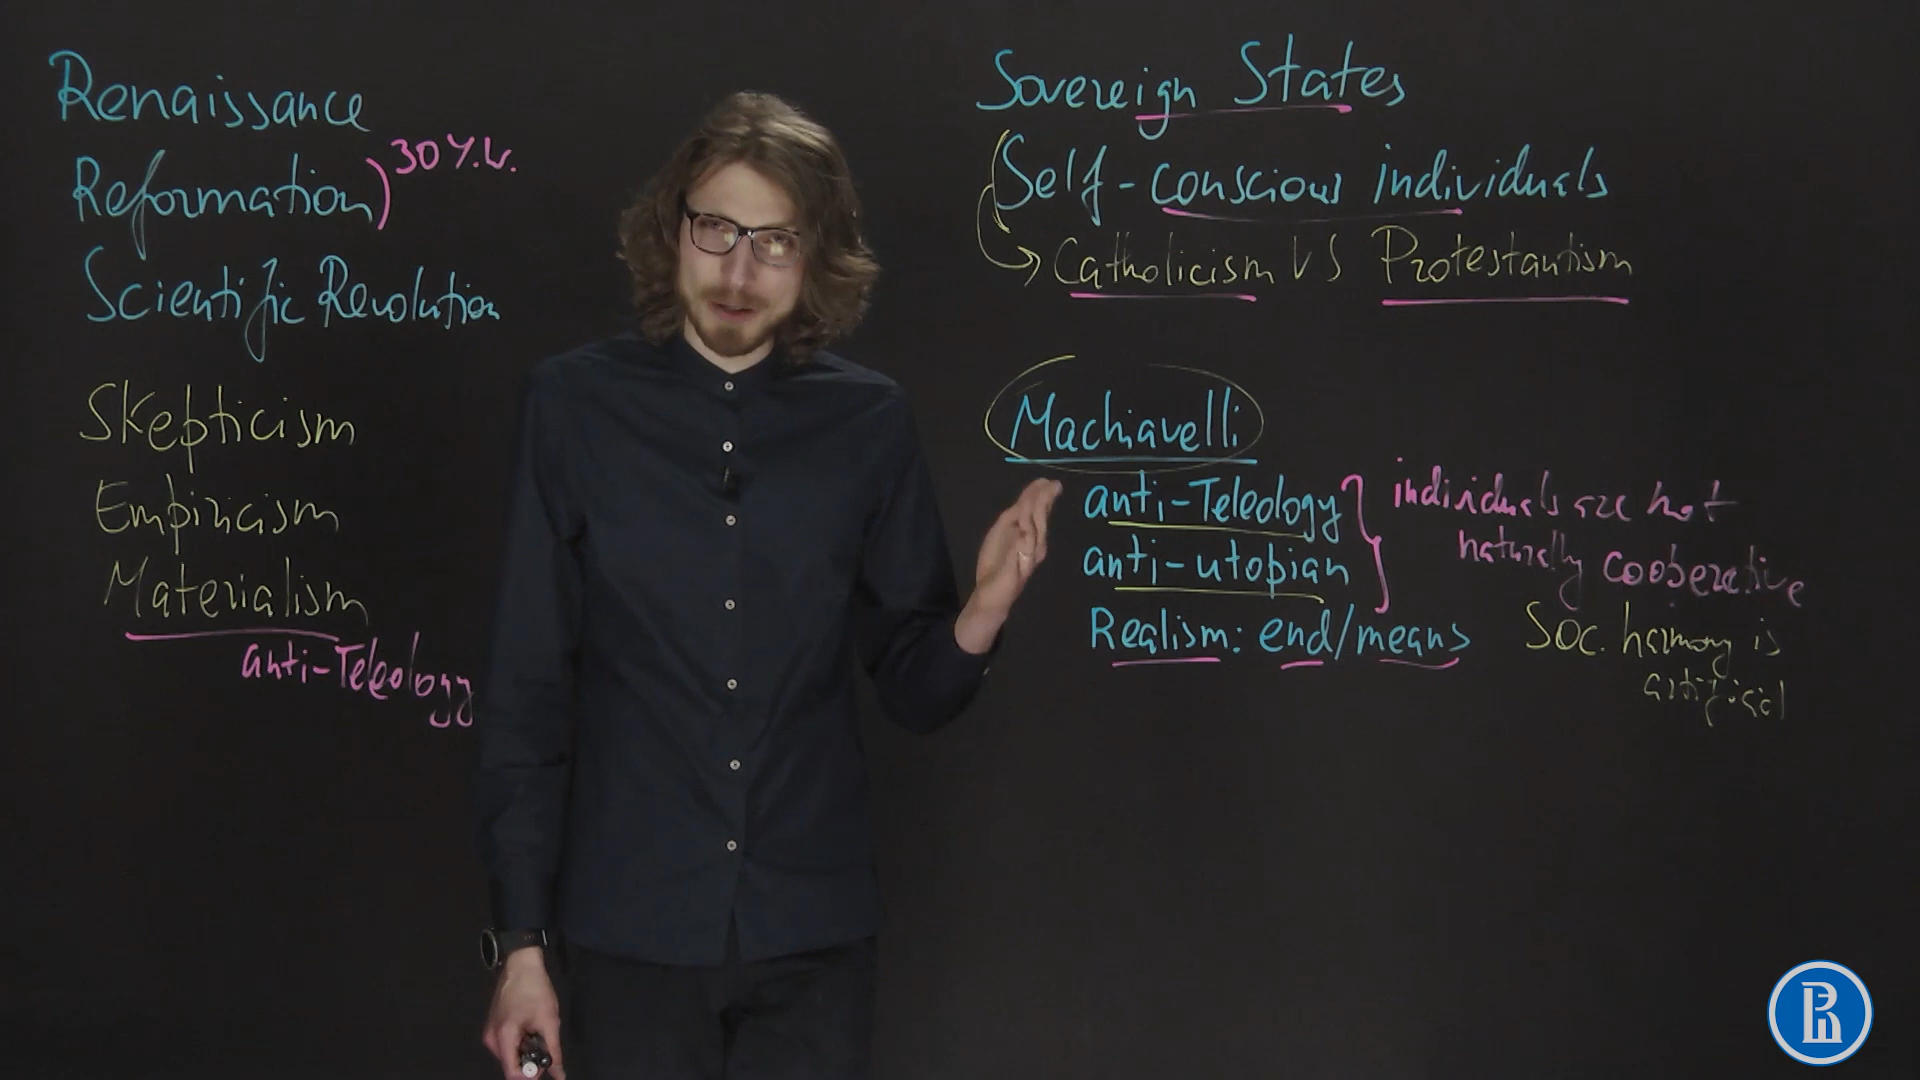 Renaissance
Reformation) 30 Y.W.
Scientific Revolution
Skepticism
Empiricism
Materialism
anti-Teleology
Sovereign States
Self-conscious individuals
→ Catholicism VS Protestantism
Machiavelli
anti-Teleology
anti-utopian
Realism: end/means
individuals are not
naturally cooperative
Soc. harmony is
artificial